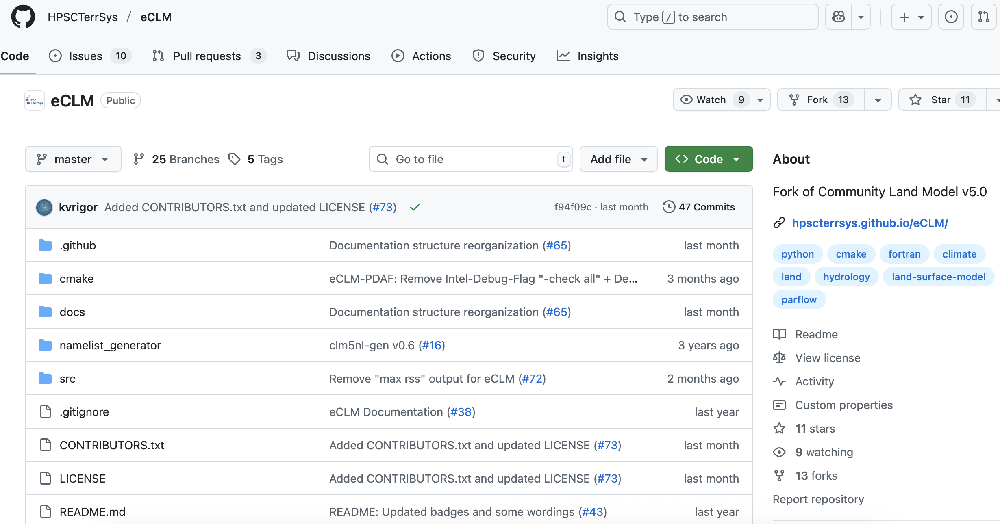 HPSCTerrSys / eCLM
Type / to search
Code
Issues 10
Pull requests 3
Discussions
Actions
Security
Insights
HPSC TerrSys
eCLM Public
Watch 9
Fork 13
Star 11
master
25 Branches
5 Tags
Go to file t
Add file
Code
About
kvrigor Added CONTRIBUTORS.txt and updated LICENSE (#73) f94f09c · last month 47 Commits
.github Documentation structure reorganization (#65) last month
cmake eCLM-PDAF: Remove Intel-Debug-Flag "-check all" + De... 3 months ago
docs Documentation structure reorganization (#65) last month
namelist_generator clm5nl-gen v0.6 (#16) 3 years ago
src Remove "max rss" output for eCLM (#72) 2 months ago
.gitignore eCLM Documentation (#38) last year
CONTRIBUTORS.txt Added CONTRIBUTORS.txt and updated LICENSE (#73) last month
LICENSE Added CONTRIBUTORS.txt and updated LICENSE (#73) last month
README.md README: Updated badges and some wordings (#43) last year
Fork of Community Land Model v5.0
hpscterrsys.github.io/eCLM/
python cmake fortran climate
land hydrology land-surface-model
parflow
Readme
View license
Activity
Custom properties
11 stars
9 watching
13 forks
Report repository